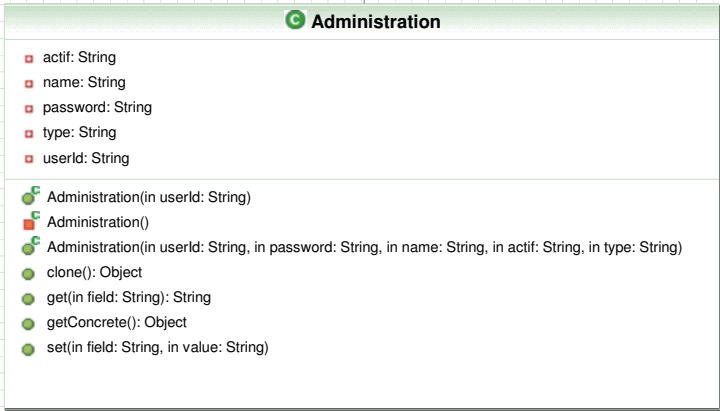 C Administration
actif: String
name: String
password: String
type: String
userId: String
C Administration(in userId: String)
C Administration()
C Administration(in userId: String, in password: String, in name: String, in actif: String, in type: String)
clone(): Object
get(in field: String): String
getConcrete(): Object
set(in field: String, in value: String)